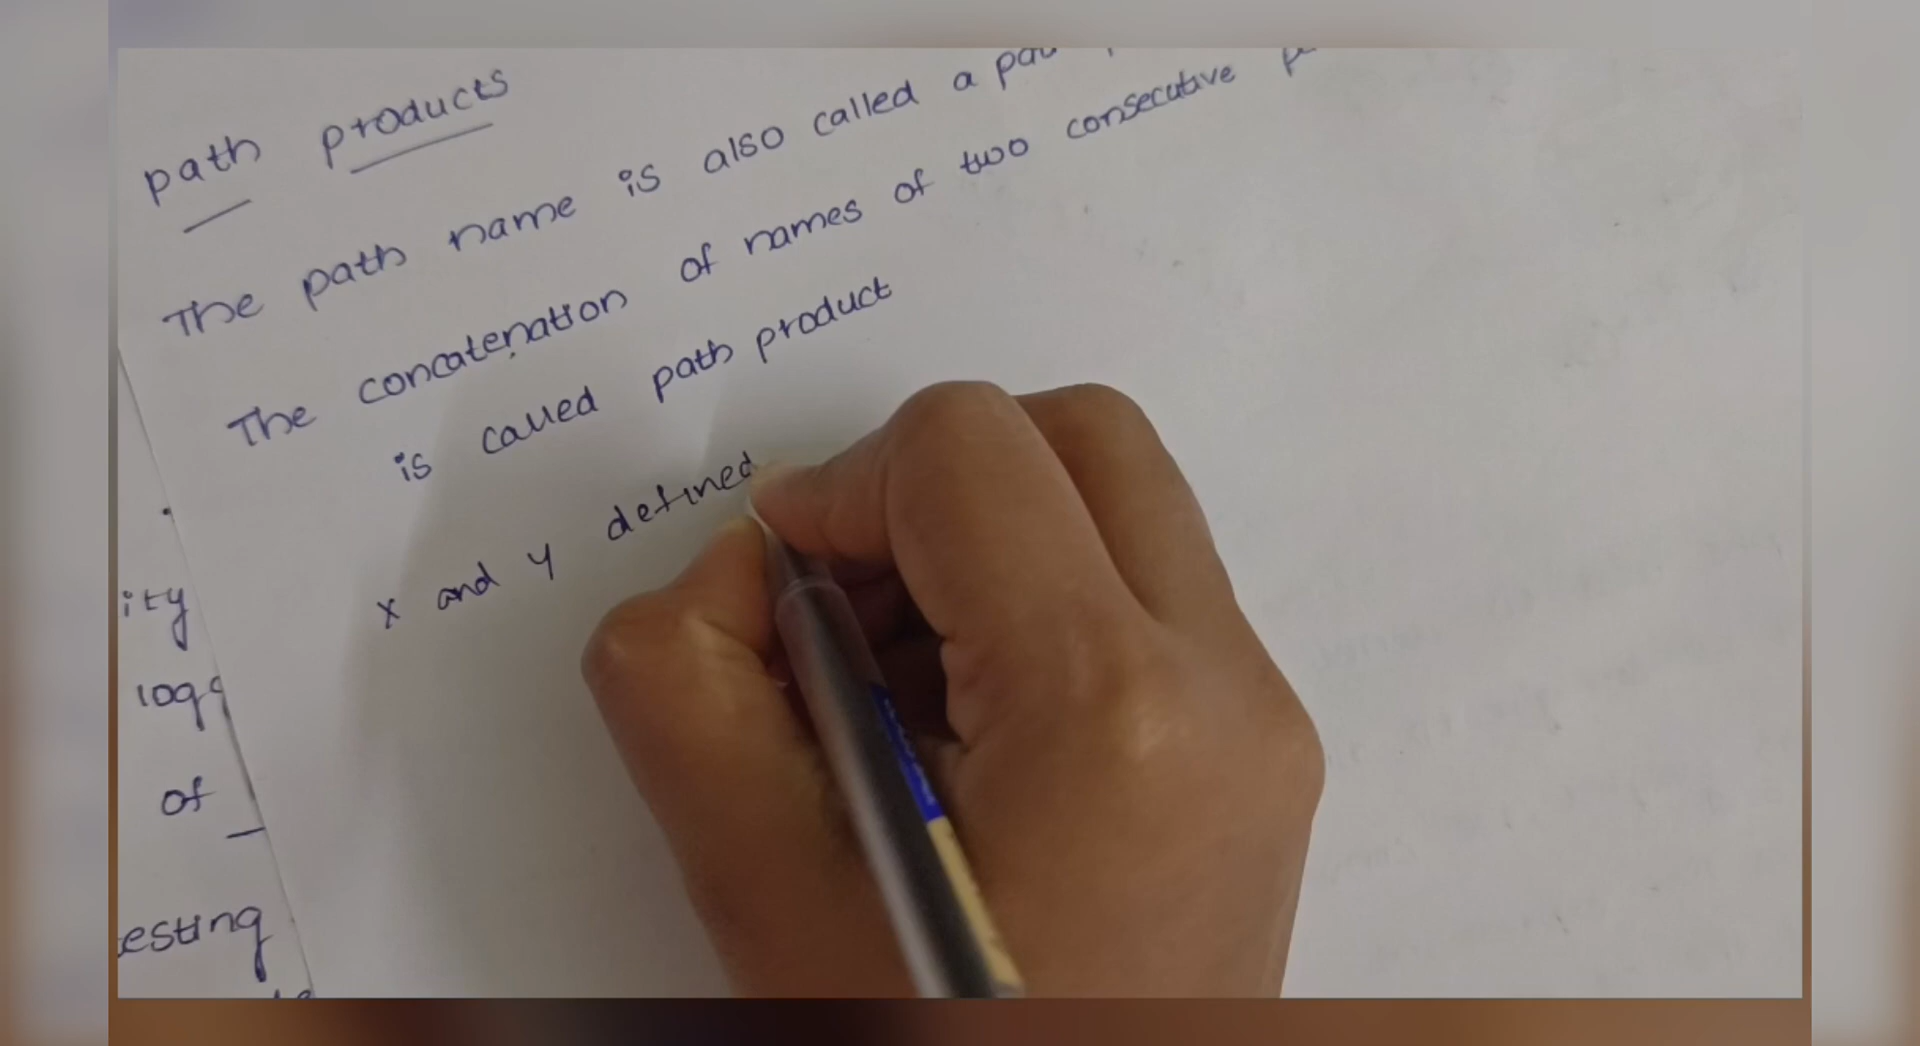 path products
The path name is also called a
The concatenation of names of two consecutive
is called path product
x and y defined
ity
of
esting